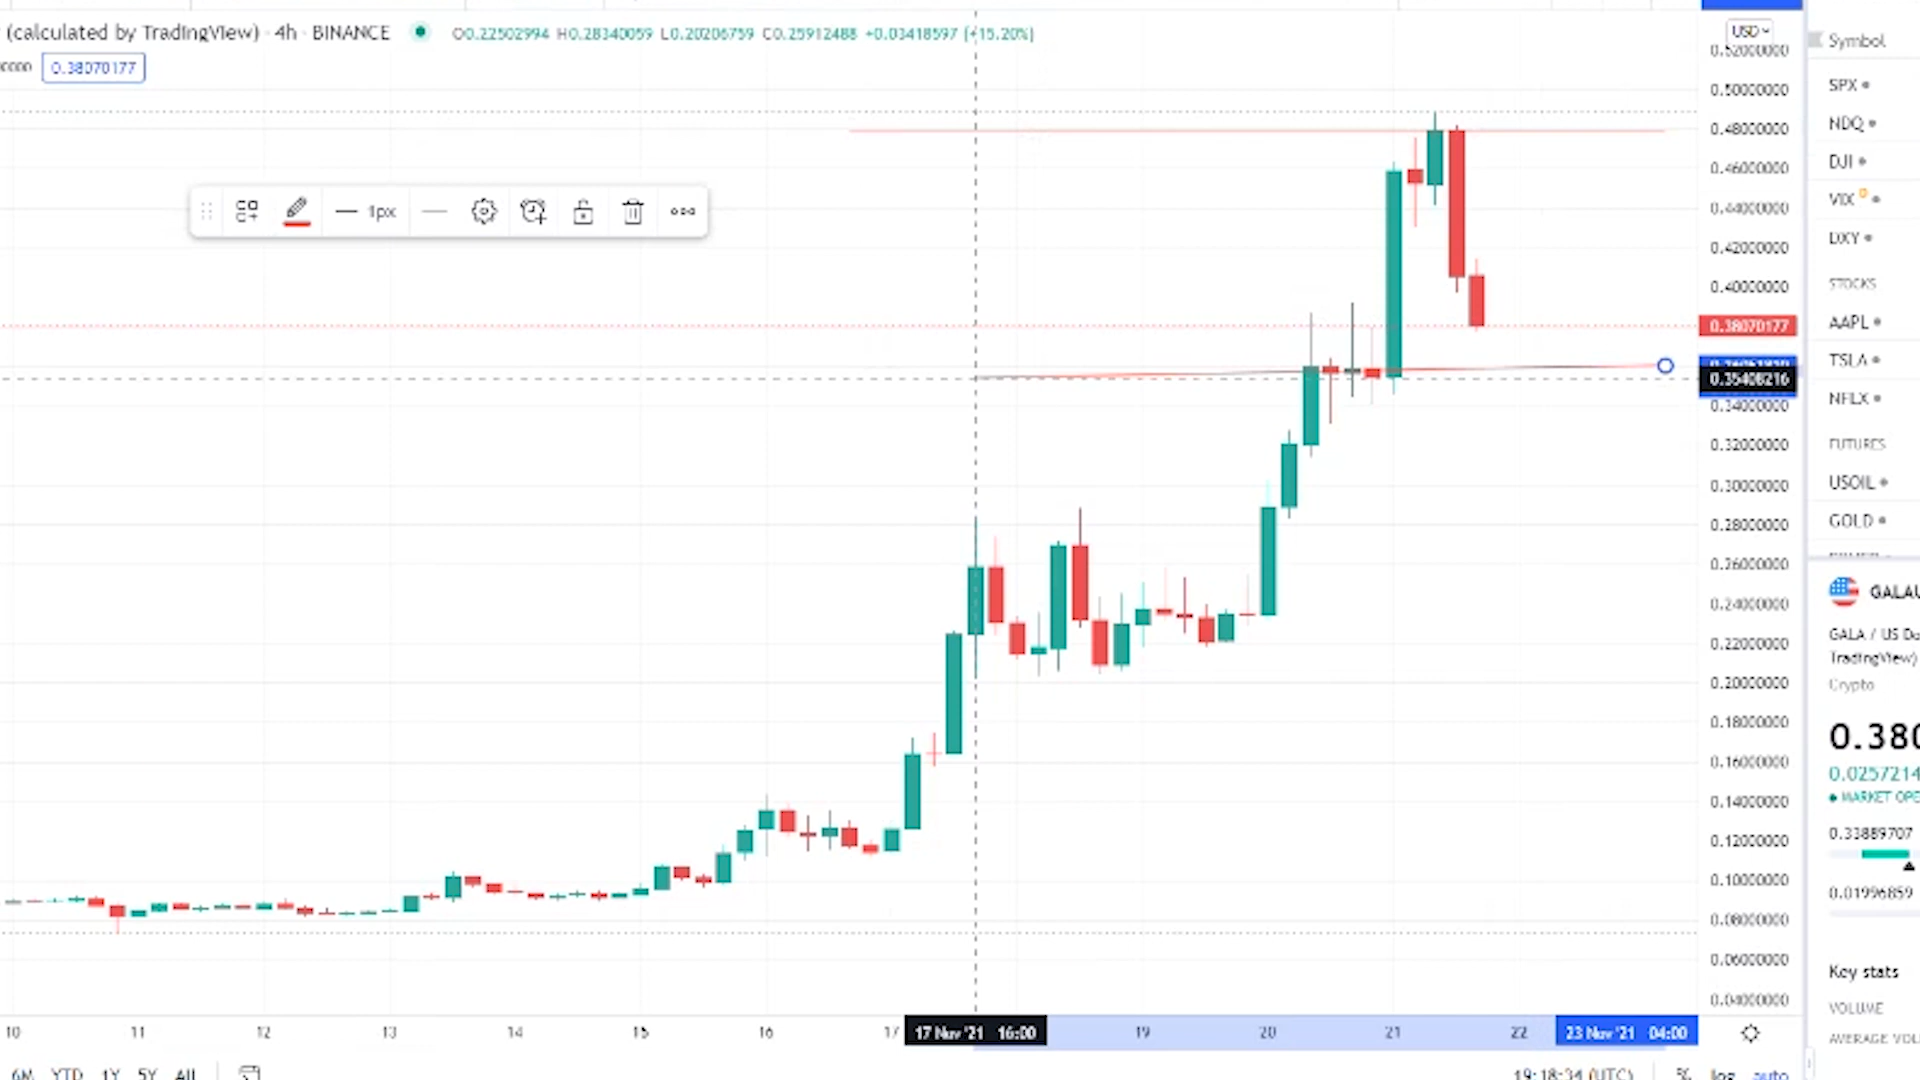 (calculated by TradingView) · 4h · BINANCE O0.22502994 H0.28340059 L0.20206759 C0.25912488 +0.03418597 (+15.20%)
0.38070177
1px
USD
0.52000000
0.50000000
0.48000000
0.46000000
0.44000000
0.42000000
0.40000000
0.38070177
0.35408216
0.34000000
0.32000000
0.30000000
0.28000000
0.26000000
0.24000000
0.22000000
0.20000000
0.18000000
0.16000000
0.14000000
0.12000000
0.10000000
0.08000000
0.06000000
0.04000000
10 11 12 13 14 15 16 17 17 Nov '21 16:00 19 20 21 22 23 Nov '21 04:00
6M YTD 1Y 5Y All
19:18:34 (UTC) % log auto
Symbol
SPX
NDQ
DJI
VIX D
DXY
STOCKS
AAPL
TSLA
NFLX
FUTURES
USOIL
GOLD
GALAU
GALA / US Do
TradingView)
Crypto
0.380
0.0257214
MARKET OPE
0.33889707
0.01996859
Key stats
VOLUME
AVERAGE VOL